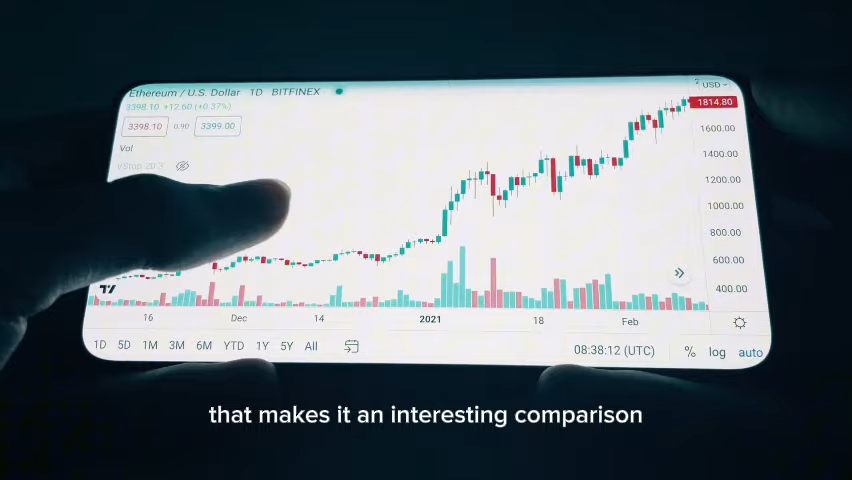 Ethereum / U.S. Dollar 1D BITFINEX
USD
3398.10 +12.60 (+0.37%)
1814.80
3398.10 0.90 3399.00
Vol
1600.00
1400.00
1200.00
1000.00
800.00
600.00
400.00
16 Dec 14 2021 18 Feb
1D 5D 1M 3M 6M YTD 1Y 5Y All
08:38:12 (UTC) % log auto
that makes it an interesting comparison